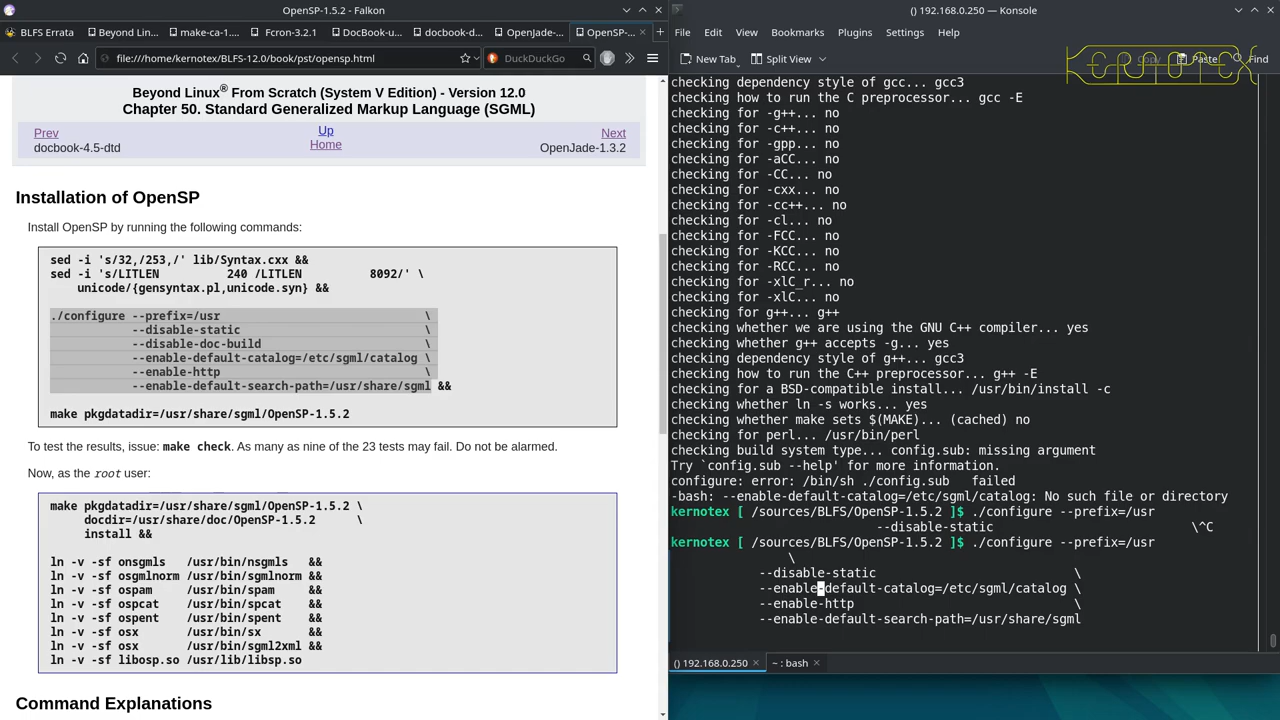 OpenSP-1.5.2 - Falkon
BLFS Errata
Beyond Lin...
make-ca-1....
Fcron-3.2.1
DocBook-u...
docbook-d...
OpenJade-...
OpenSP-...
file:///home/kernotex/BLFS-12.0/book/pst/opensp.html
DuckDuckGo
Beyond Linux® From Scratch (System V Edition) - Version 12.0
Chapter 50. Standard Generalized Markup Language (SGML)
Prev Up Next
docbook-4.5-dtd Home OpenJade-1.3.2
Installation of OpenSP
Install OpenSP by running the following commands:
sed -i 's/32,/253,/' lib/Syntax.cxx &&
sed -i 's/LITLEN          240 /LITLEN         8092/' \
    unicode/{gensyntax.pl,unicode.syn} &&
./configure --prefix=/usr                              \
            --disable-static                           \
            --disable-doc-build                        \
            --enable-default-catalog=/etc/sgml/catalog \
            --enable-http                              \
            --enable-default-search-path=/usr/share/sgml &&
make pkgdatadir=/usr/share/sgml/OpenSP-1.5.2
To test the results, issue: make check. As many as nine of the 23 tests may fail. Do not be alarmed.
Now, as the root user:
make pkgdatadir=/usr/share/sgml/OpenSP-1.5.2 \
     docdir=/usr/share/doc/OpenSP-1.5.2      \
     install &&
ln -v -sf onsgmls   /usr/bin/nsgmls   &&
ln -v -sf osgmlnorm /usr/bin/sgmlnorm &&
ln -v -sf ospam     /usr/bin/spam     &&
ln -v -sf ospcat    /usr/bin/spcat    &&
ln -v -sf ospent    /usr/bin/spent    &&
ln -v -sf osx       /usr/bin/sx       &&
ln -v -sf osx       /usr/bin/sgml2xml &&
ln -v -sf libosp.so /usr/lib/libsp.so
Command Explanations
() 192.168.0.250 — Konsole
File Edit View Bookmarks Plugins Settings Help
New Tab Split View Copy Paste Find
KernoTex
checking dependency style of gcc... gcc3
checking how to run the C preprocessor... gcc -E
checking for -g++... no
checking for -c++... no
checking for -gpp... no
checking for -aCC... no
checking for -CC... no
checking for -cxx... no
checking for -cc++... no
checking for -cl... no
checking for -FCC... no
checking for -KCC... no
checking for -RCC... no
checking for -xlC_r... no
checking for -xlC... no
checking for g++... g++
checking whether we are using the GNU C++ compiler... yes
checking whether g++ accepts -g... yes
checking dependency style of g++... gcc3
checking how to run the C++ preprocessor... g++ -E
checking for a BSD-compatible install... /usr/bin/install -c
checking whether ln -s works... yes
checking whether make sets $(MAKE)... (cached) no
checking for perl... /usr/bin/perl
checking build system type... config.sub: missing argument
Try `config.sub --help' for more information.
configure: error: /bin/sh ./config.sub   failed
-bash: --enable-default-catalog=/etc/sgml/catalog: No such file or directory
kernotex [ /sources/BLFS/OpenSP-1.5.2 ]$ ./configure --prefix=/usr
--disable-static                           \^C
kernotex [ /sources/BLFS/OpenSP-1.5.2 ]$ ./configure --prefix=/usr
\
            --disable-static                           \
            --enable-default-catalog=/etc/sgml/catalog \
            --enable-http                              \
            --enable-default-search-path=/usr/share/sgml
() 192.168.0.250
~ : bash